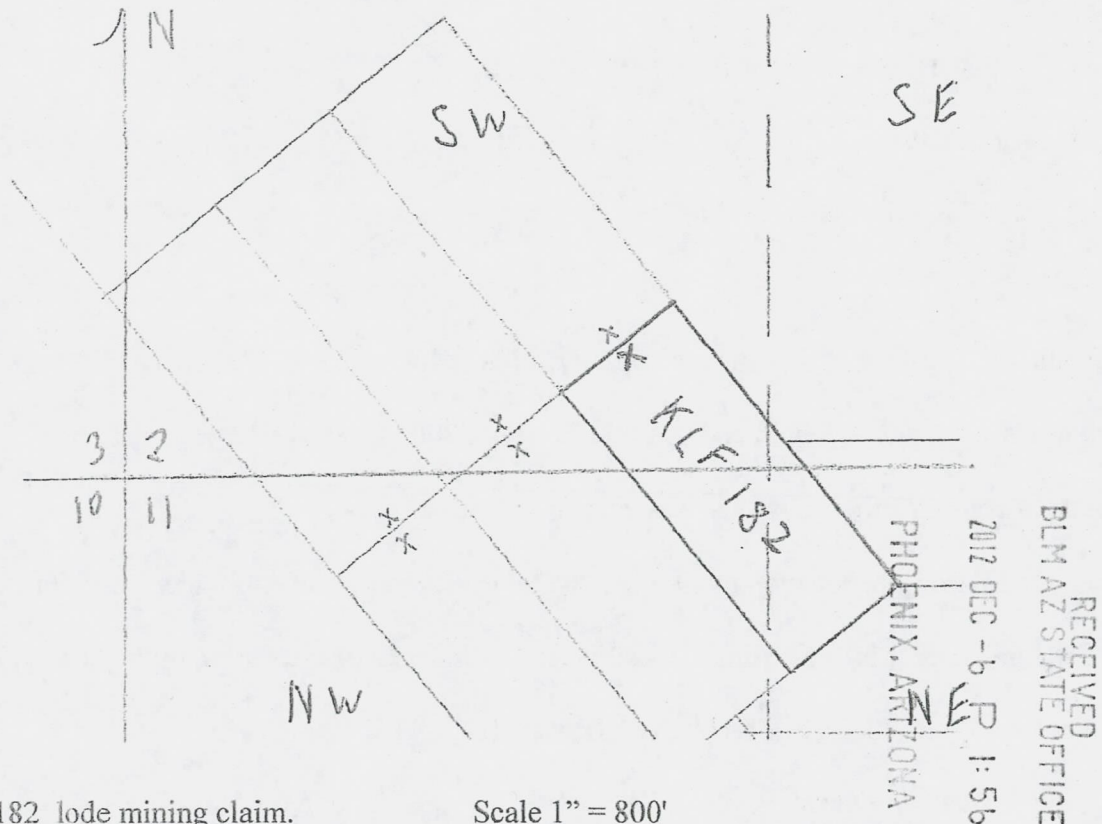 N
SW
SE
KLF 182
3 2
10 11
NW
NE
182 lode mining claim.
Scale 1” = 800'
RECEIVED
BLM AZ STATE OFFICE
2012 DEC -6 P 1:56
PHOENIX, ARIZONA